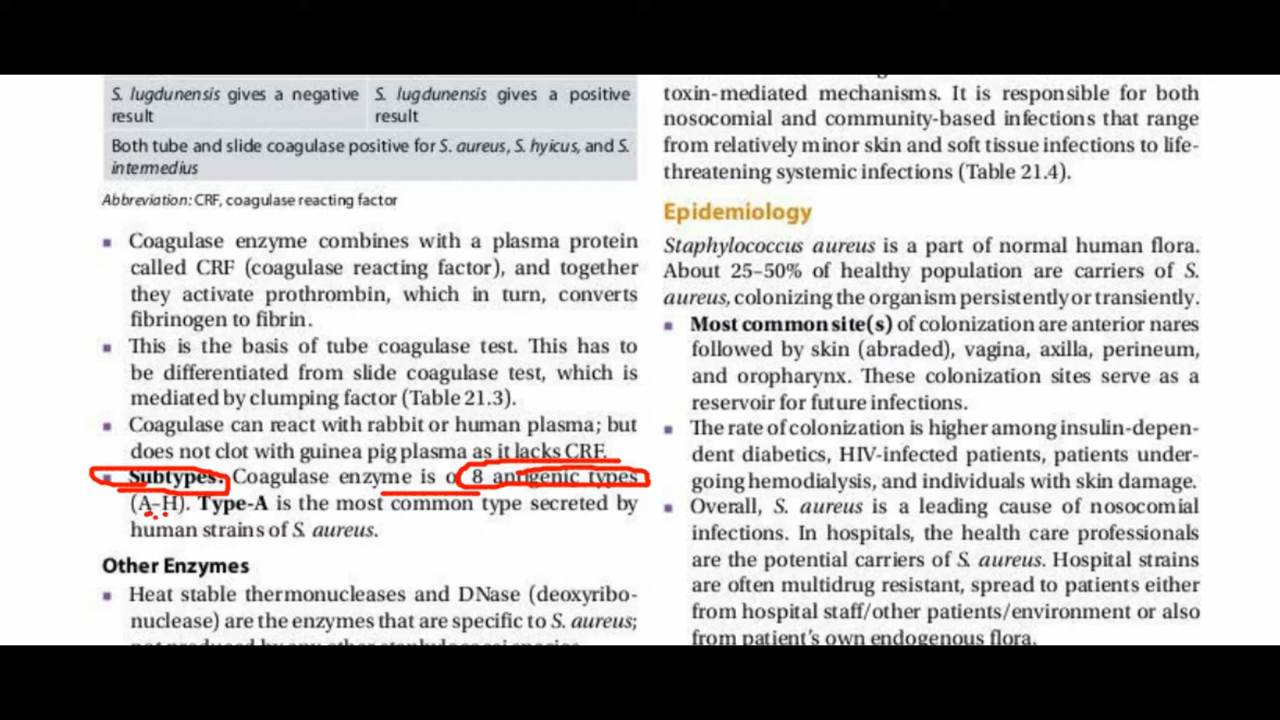 S. lugdunensis gives a negative
result
S. lugdunensis gives a positive
result
Both tube and slide coagulase positive for S. aureus, S. hyicus, and S.
intermedius
Abbreviation: CRF, coagulase reacting factor
▪ Coagulase enzyme combines with a plasma protein
called CRF (coagulase reacting factor), and together
they activate prothrombin, which in turn, converts
fibrinogen to fibrin.
▪ This is the basis of tube coagulase test. This has to
be differentiated from slide coagulase test, which is
mediated by clumping factor (Table 21.3).
▪ Coagulase can react with rabbit or human plasma; but
does not clot with guinea pig plasma as it lacks CRF.
▪ Subtypes: Coagulase enzyme is o 8 antigenic types
(A–H). Type-A is the most common type secreted by
human strains of S. aureus.
Other Enzymes
▪ Heat stable thermonucleases and DNase (deoxyribo-
nuclease) are the enzymes that are specific to S. aureus;
not produced by any other staphylococci species.
toxin-mediated mechanisms. It is responsible for both
nosocomial and community-based infections that range
from relatively minor skin and soft tissue infections to life-
threatening systemic infections (Table 21.4).
Epidemiology
Staphylococcus aureus is a part of normal human flora.
About 25–50% of healthy population are carriers of S.
aureus, colonizing the organism persistently or transiently.
▪ Most common site(s) of colonization are anterior nares
followed by skin (abraded), vagina, axilla, perineum,
and oropharynx. These colonization sites serve as a
reservoir for future infections.
▪ The rate of colonization is higher among insulin-depen-
dent diabetics, HIV-infected patients, patients under-
going hemodialysis, and individuals with skin damage.
▪ Overall, S. aureus is a leading cause of nosocomial
infections. In hospitals, the health care professionals
are the potential carriers of S. aureus. Hospital strains
are often multidrug resistant, spread to patients either
from hospital staff/other patients/environment or also
from patient's own endogenous flora.